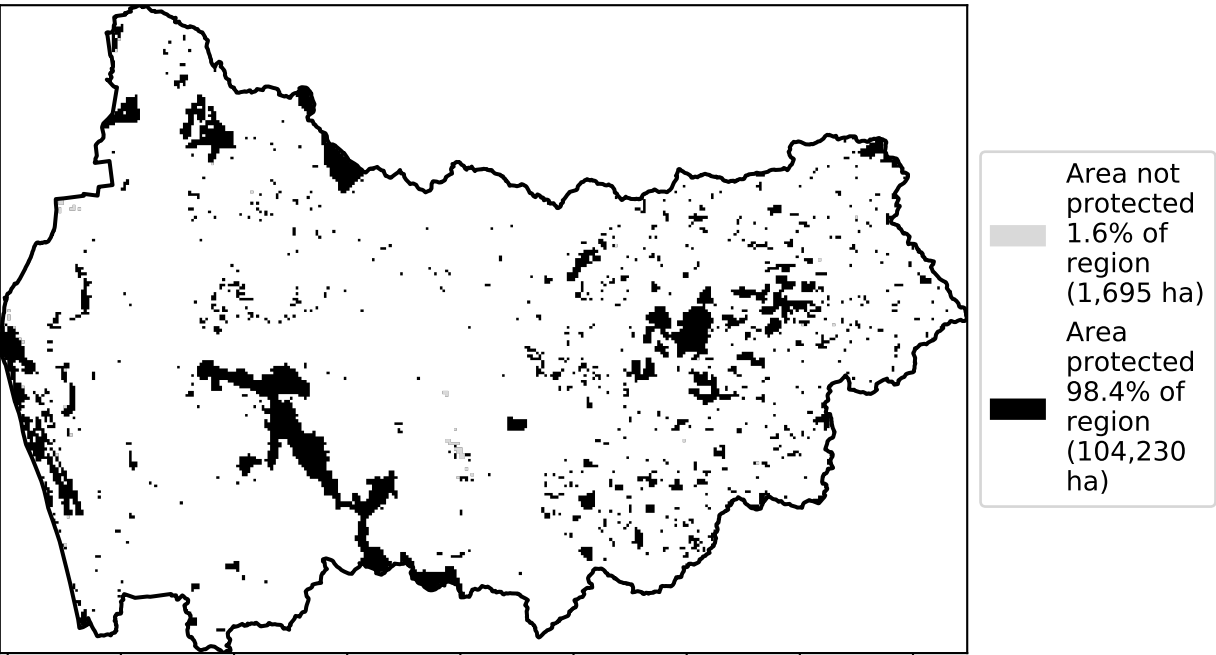 Area not
protected
1.6% of
region
(1,695 ha)
Area
protected
98.4% of
region
(104,230
ha)